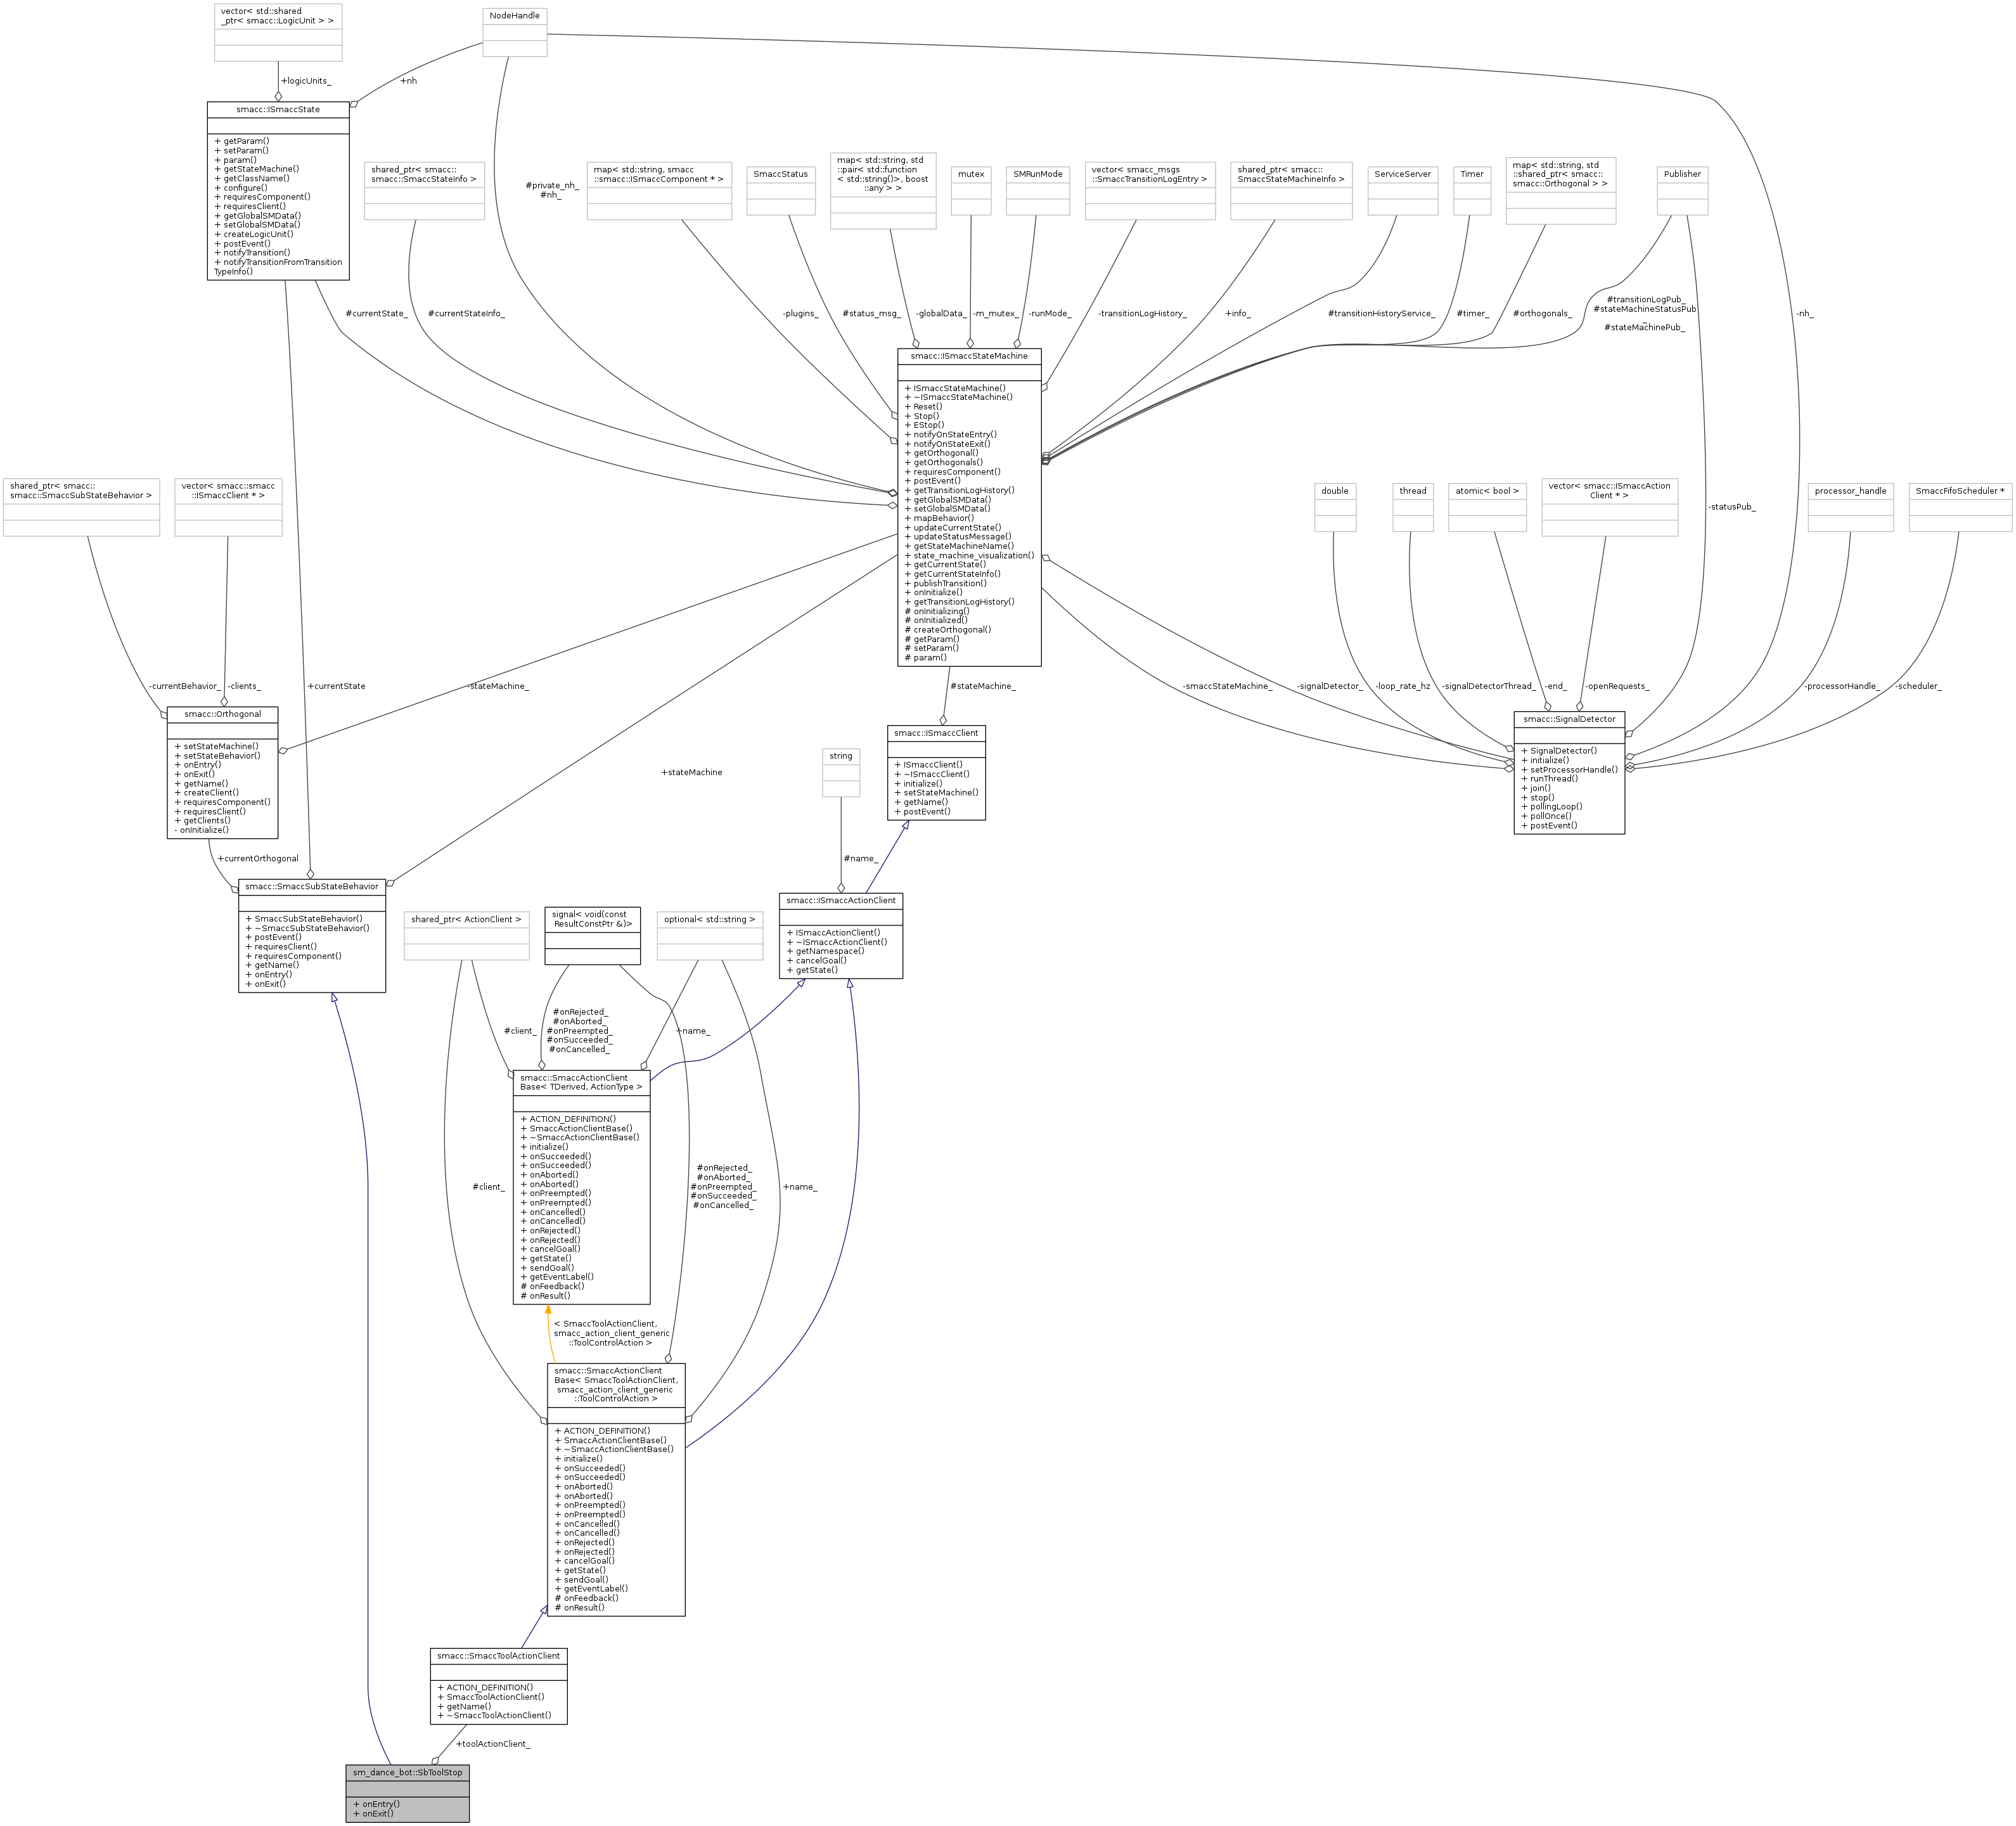 vector< std::shared
_ptr< smacc::LogicUnit > >
NodeHandle
+logicUnits_
+nh
smacc::ISmaccState
+ getParam()
+ setParam()
+ param()
+ getStateMachine()
+ getClassName()
+ configure()
+ requiresComponent()
+ requiresClient()
+ getGlobalSMData()
+ setGlobalSMData()
+ createLogicUnit()
+ postEvent()
+ notifyTransition()
+ notifyTransitionFromTransition
TypeInfo()
shared_ptr< smacc::
smacc::SmaccStateInfo >
#private_nh_
#nh_
map< std::string, smacc
::smacc::ISmaccComponent * >
SmaccStatus
map< std::string, std
::pair< std::function
< std::string()>, boost
::any > >
mutex
SMRunMode
vector< smacc_msgs
::SmaccTransitionLogEntry >
shared_ptr< smacc::
SmaccStateMachineInfo >
ServiceServer
Timer
map< std::string, std
::shared_ptr< smacc::
smacc::Orthogonal > >
Publisher
#currentState_
#currentStateInfo_
-plugins_
#status_msg_
-globalData_
-m_mutex_
-runMode_
-transitionLogHistory_
+info_
#transitionHistoryService_
#timer_
#orthogonals_
#transitionLogPub_
#stateMachineStatusPub
_
#stateMachinePub_
-nh_
smacc::ISmaccStateMachine
+ ISmaccStateMachine()
+ ~ISmaccStateMachine()
+ Reset()
+ Stop()
+ EStop()
+ notifyOnStateEntry()
+ notifyOnStateExit()
+ getOrthogonal()
+ getOrthogonals()
+ requiresComponent()
+ postEvent()
+ getTransitionLogHistory()
+ getGlobalSMData()
+ setGlobalSMData()
+ mapBehavior()
+ updateCurrentState()
+ updateStatusMessage()
+ getStateMachineName()
+ state_machine_visualization()
+ getCurrentState()
+ getCurrentStateInfo()
+ publishTransition()
+ onInitialize()
+ getTransitionLogHistory()
# onInitializing()
# onInitialized()
# createOrthogonal()
# getParam()
# setParam()
# param()
shared_ptr< smacc::
smacc::SmaccSubStateBehavior >
vector< smacc::smacc
::ISmaccClient * >
double
thread
atomic< bool >
vector< smacc::ISmaccAction
Client * >
processor_handle
SmaccFifoScheduler *
-statusPub_
-currentBehavior_
-clients_
+currentState
-stateMachine_
#stateMachine_
-smaccStateMachine_
-signalDetector_
-loop_rate_hz
-signalDetectorThread_
-end_
-openRequests_
-processorHandle_
-scheduler_
smacc::Orthogonal
+ setStateMachine()
+ setStateBehavior()
+ onEntry()
+ onExit()
+ getName()
+ createClient()
+ requiresComponent()
+ requiresClient()
+ getClients()
- onInitialize()
+stateMachine
string
smacc::ISmaccClient
+ ISmaccClient()
+ ~ISmaccClient()
+ initialize()
+ setStateMachine()
+ getName()
+ postEvent()
smacc::SignalDetector
+ SignalDetector()
+ initialize()
+ setProcessorHandle()
+ runThread()
+ join()
+ stop()
+ pollingLoop()
+ pollOnce()
+ postEvent()
+currentOrthogonal
#name_
smacc::SmaccSubStateBehavior
+ SmaccSubStateBehavior()
+ ~SmaccSubStateBehavior()
+ postEvent()
+ requiresClient()
+ requiresComponent()
+ getName()
+ onEntry()
+ onExit()
shared_ptr< ActionClient >
signal< void(const
ResultConstPtr &)>
optional< std::string >
smacc::ISmaccActionClient
+ ISmaccActionClient()
+ ~ISmaccActionClient()
+ getNamespace()
+ cancelGoal()
+ getState()
#client_
#onRejected_
#onAborted_
#onPreempted_
#onSucceeded_
#onCancelled_
+name_
smacc::SmaccActionClient
Base< TDerived, ActionType >
+ ACTION_DEFINITION()
+ SmaccActionClientBase()
+ ~SmaccActionClientBase()
+ initialize()
+ onSucceeded()
+ onSucceeded()
+ onAborted()
+ onAborted()
+ onPreempted()
+ onPreempted()
+ onCancelled()
+ onCancelled()
+ onRejected()
+ onRejected()
+ cancelGoal()
+ getState()
+ sendGoal()
+ getEventLabel()
# onFeedback()
# onResult()
#client_
#onRejected_
#onAborted_
#onPreempted_
#onSucceeded_
#onCancelled_
+name_
< SmaccToolActionClient,
smacc_action_client_generic
::ToolControlAction >
smacc::SmaccActionClient
Base< SmaccToolActionClient,
smacc_action_client_generic
::ToolControlAction >
+ ACTION_DEFINITION()
+ SmaccActionClientBase()
+ ~SmaccActionClientBase()
+ initialize()
+ onSucceeded()
+ onSucceeded()
+ onAborted()
+ onAborted()
+ onPreempted()
+ onPreempted()
+ onCancelled()
+ onCancelled()
+ onRejected()
+ onRejected()
+ cancelGoal()
+ getState()
+ sendGoal()
+ getEventLabel()
# onFeedback()
# onResult()
smacc::SmaccToolActionClient
+ ACTION_DEFINITION()
+ SmaccToolActionClient()
+ getName()
+ ~SmaccToolActionClient()
+toolActionClient_
sm_dance_bot::SbToolStop
+ onEntry()
+ onExit()